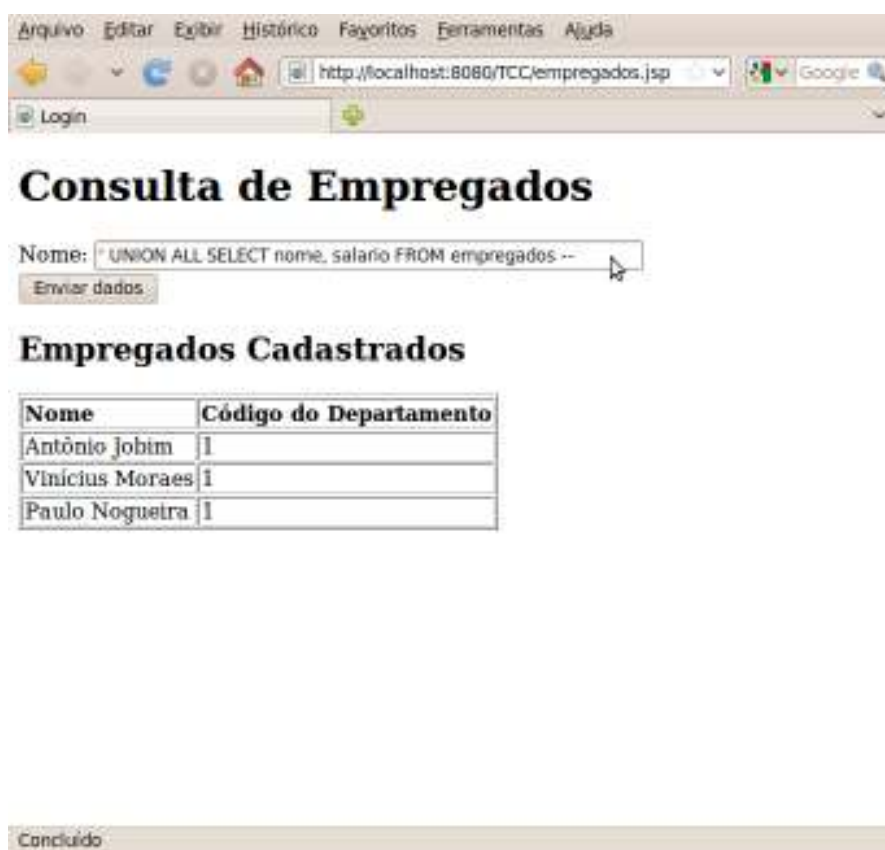 Arquivo Editar Exibir Histórico Favoritos Ferramentas Ajuda
http://localhost:8080/TCC/empregados.jsp Google
Login
Consulta de Empregados
Nome: ' UNION ALL SELECT nome, salario FROM empregados --
Enviar dados
Empregados Cadastrados
Nome Código do Departamento
Antônio Jobim 1
Vinícius Moraes 1
Paulo Nogueira 1
Concluído